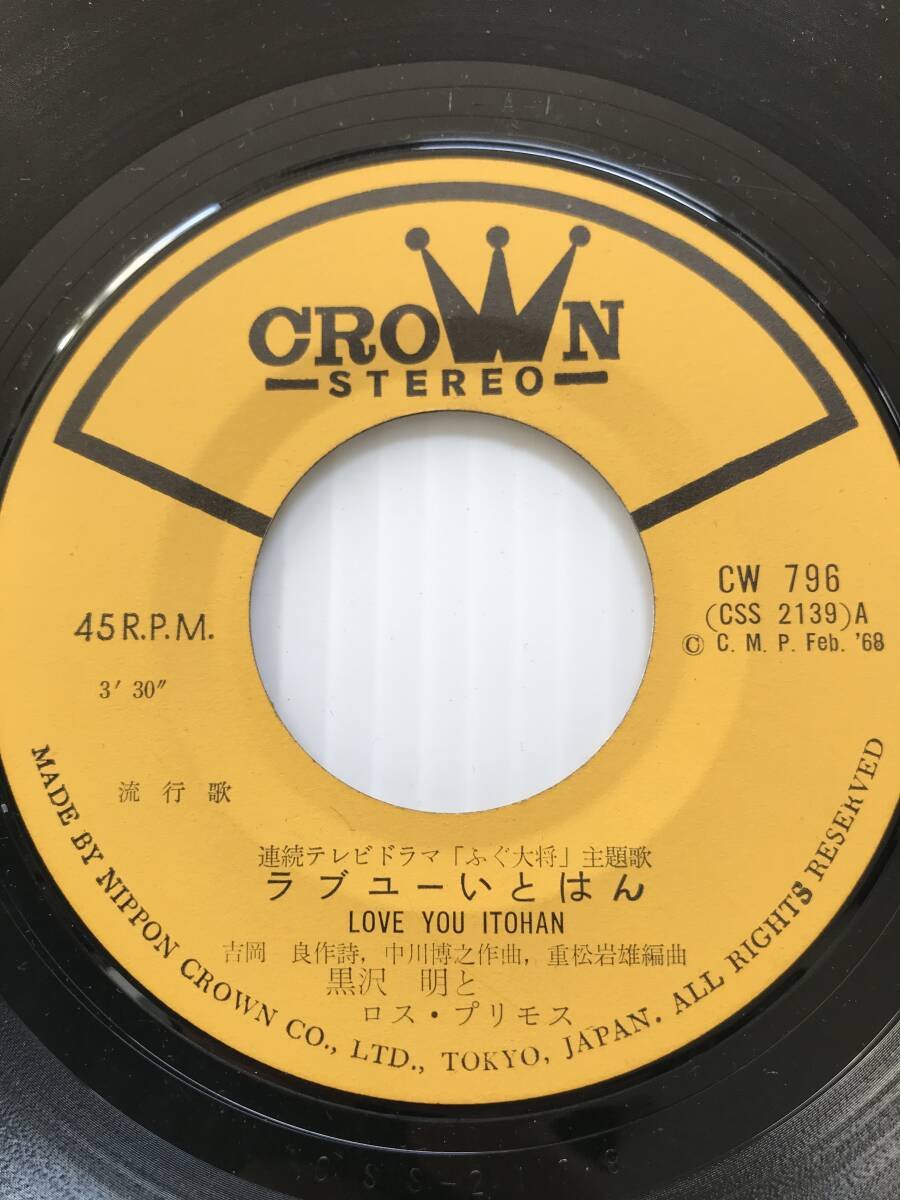 CROWN
STEREO
CW 796
(CSS 2139)A
45 R.P.M.
© C. M. P. Feb. '68
3′ 30″
流行歌
連続テレビドラマ「ふぐ大将」主題歌
ラブユーいとはん
LOVE YOU ITOHAN
吉岡 良作詩，中川博之作曲，重松岩雄編曲
黒沢 明と
ロス・プリモス
MADE BY NIPPON CROWN CO., LTD., TOKYO, JAPAN. ALL RIGHTS RESERVED